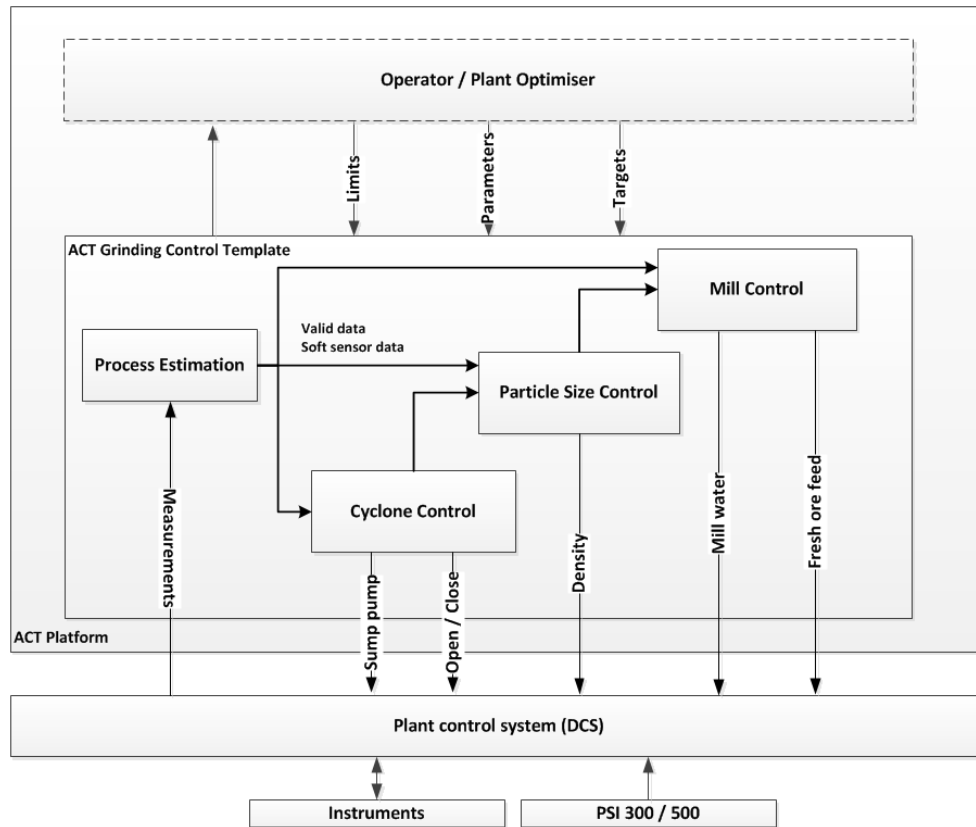 Operator / Plant Optimiser
Limits
Parameters
Targets
ACT Grinding Control Template
Mill Control
Valid data
Soft sensor data
Process Estimation
Particle Size Control
Cyclone Control
Measurements
Sump pump
Open / Close
Density
Mill water
Fresh ore feed
ACT Platform
Plant control system (DCS)
Instruments
PSI 300 / 500